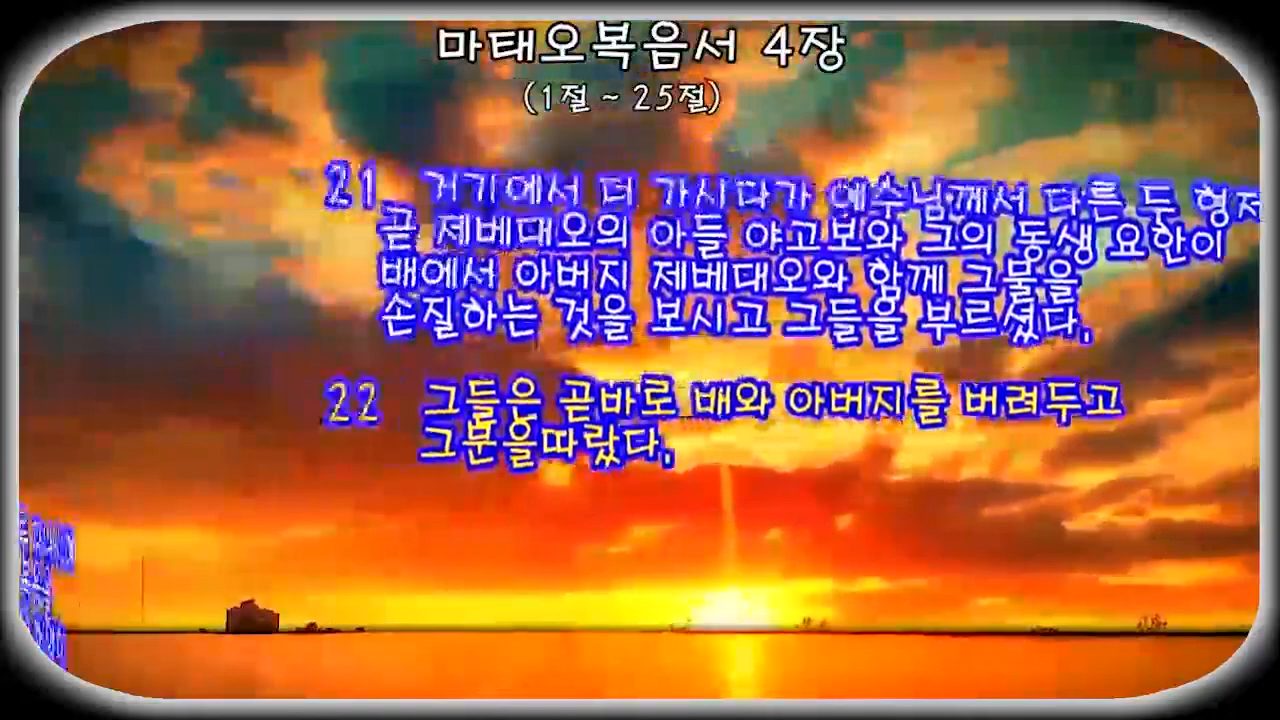 마태오복음서 4장
(1절 ~ 25절)
21 거기에서 더 가시다가 예수님께서 다른 두 형제
곧 제베대오의 아들 야고보와 그의 동생 요한이
배에서 아버지 제베대오와 함께 그물을
손질하는 것을 보시고 그들을 부르셨다.
22 그들은 곧바로 배와 아버지를 버려두고
그분을따랐다.